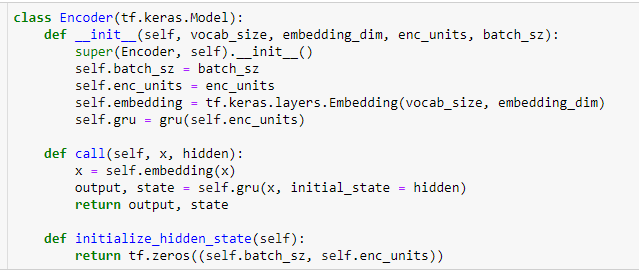 class Encoder(tf.keras.Model):
    def __init__(self, vocab_size, embedding_dim, enc_units, batch_sz):
        super(Encoder, self).__init__()
        self.batch_sz = batch_sz
        self.enc_units = enc_units
        self.embedding = tf.keras.layers.Embedding(vocab_size, embedding_dim)
        self.gru = gru(self.enc_units)

    def call(self, x, hidden):
        x = self.embedding(x)
        output, state = self.gru(x, initial_state = hidden)
        return output, state

    def initialize_hidden_state(self):
        return tf.zeros((self.batch_sz, self.enc_units))